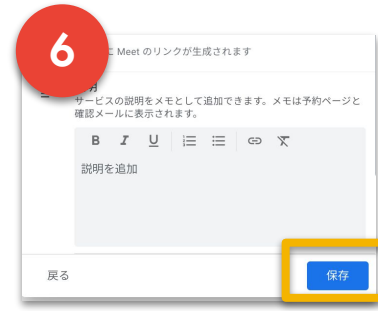 6
に Meet のリンクが生成されます
サービスの説明をメモとして追加できます。メモは予約ページと
確認メールに表示されます。
B I U
説明を追加
戻る
保存